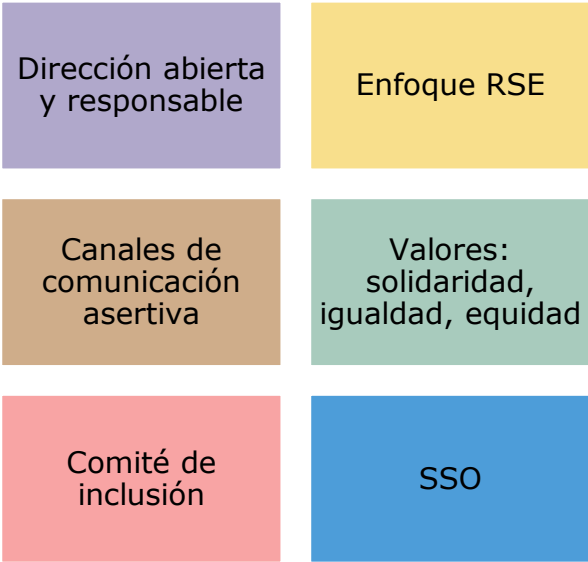 Dirección abierta
y responsable
Enfoque RSE
Canales de
comunicación
asertiva
Valores:
solidaridad,
igualdad, equidad
Comité de
inclusión
SSO